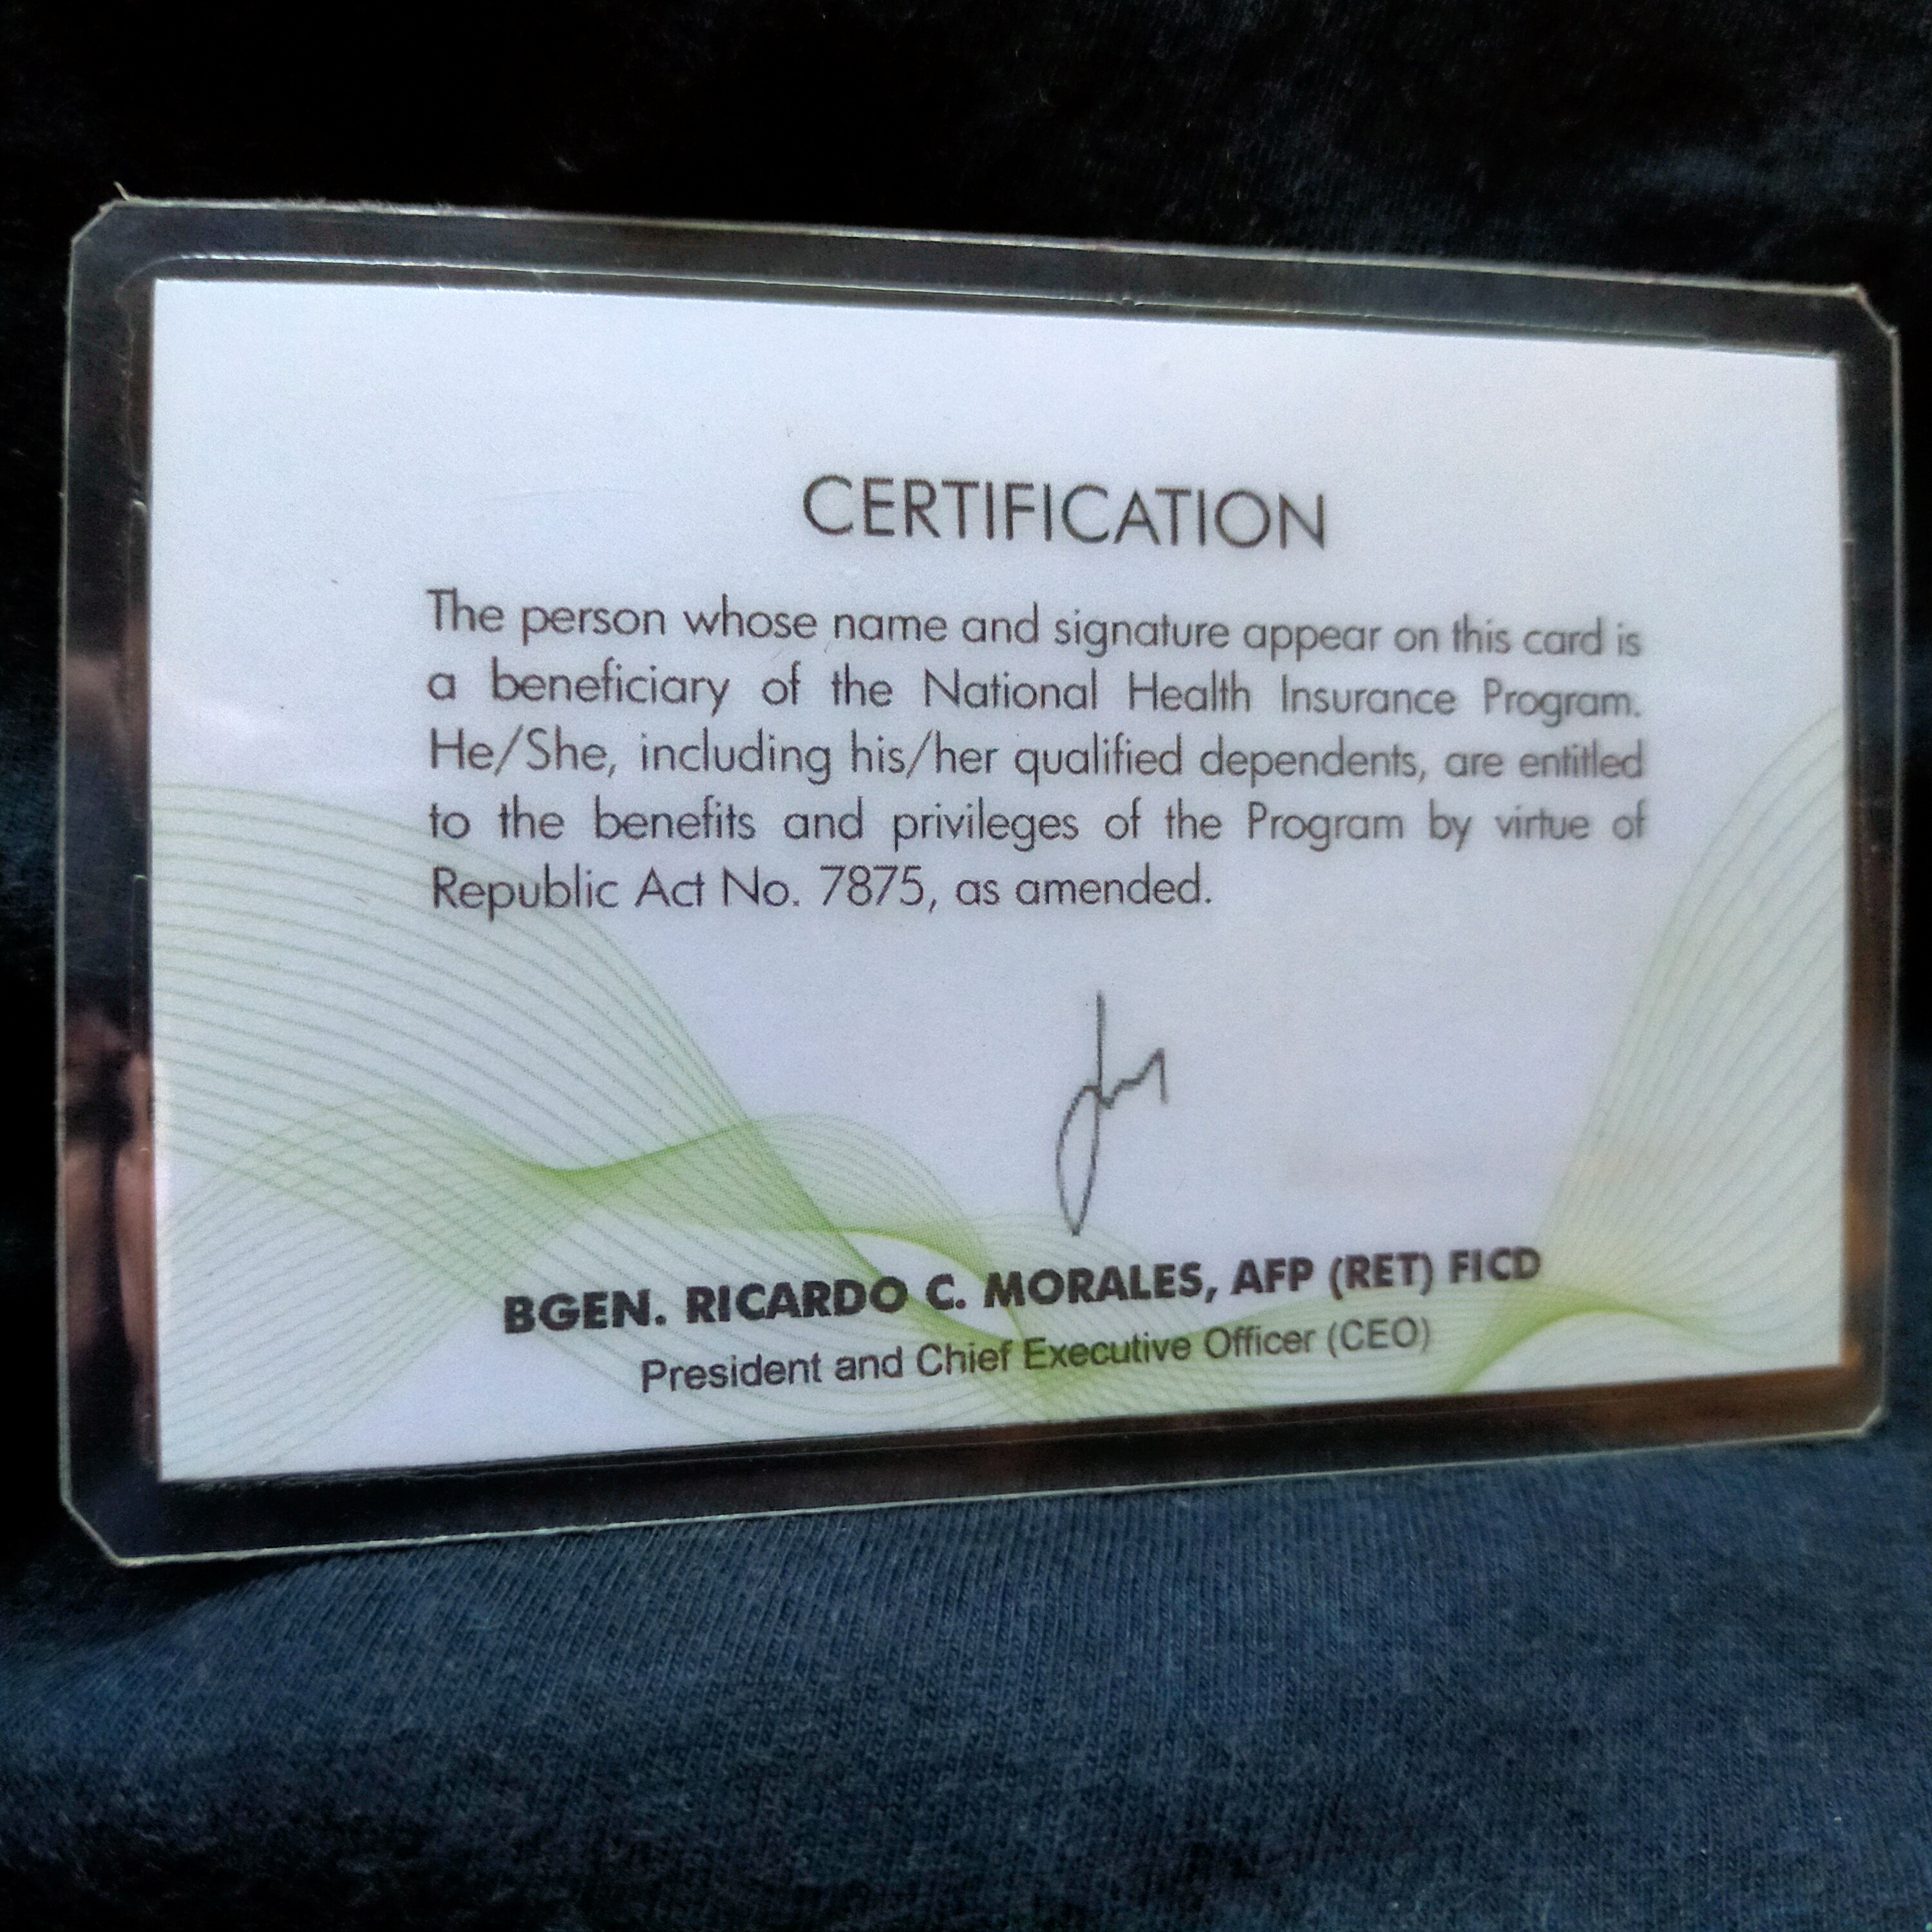 CERTIFICATION
The person whose name and signature appear on this card is
a beneficiary of the National Health Insurance Program.
He/She, including his/her qualified dependents, are entitled
to the benefits and privileges of the Program by virtue of
Republic Act No. 7875, as amended.
BGEN. RICARDO C. MORALES, AFP (RET) FICD
President and Chief Executive Officer (CEO)